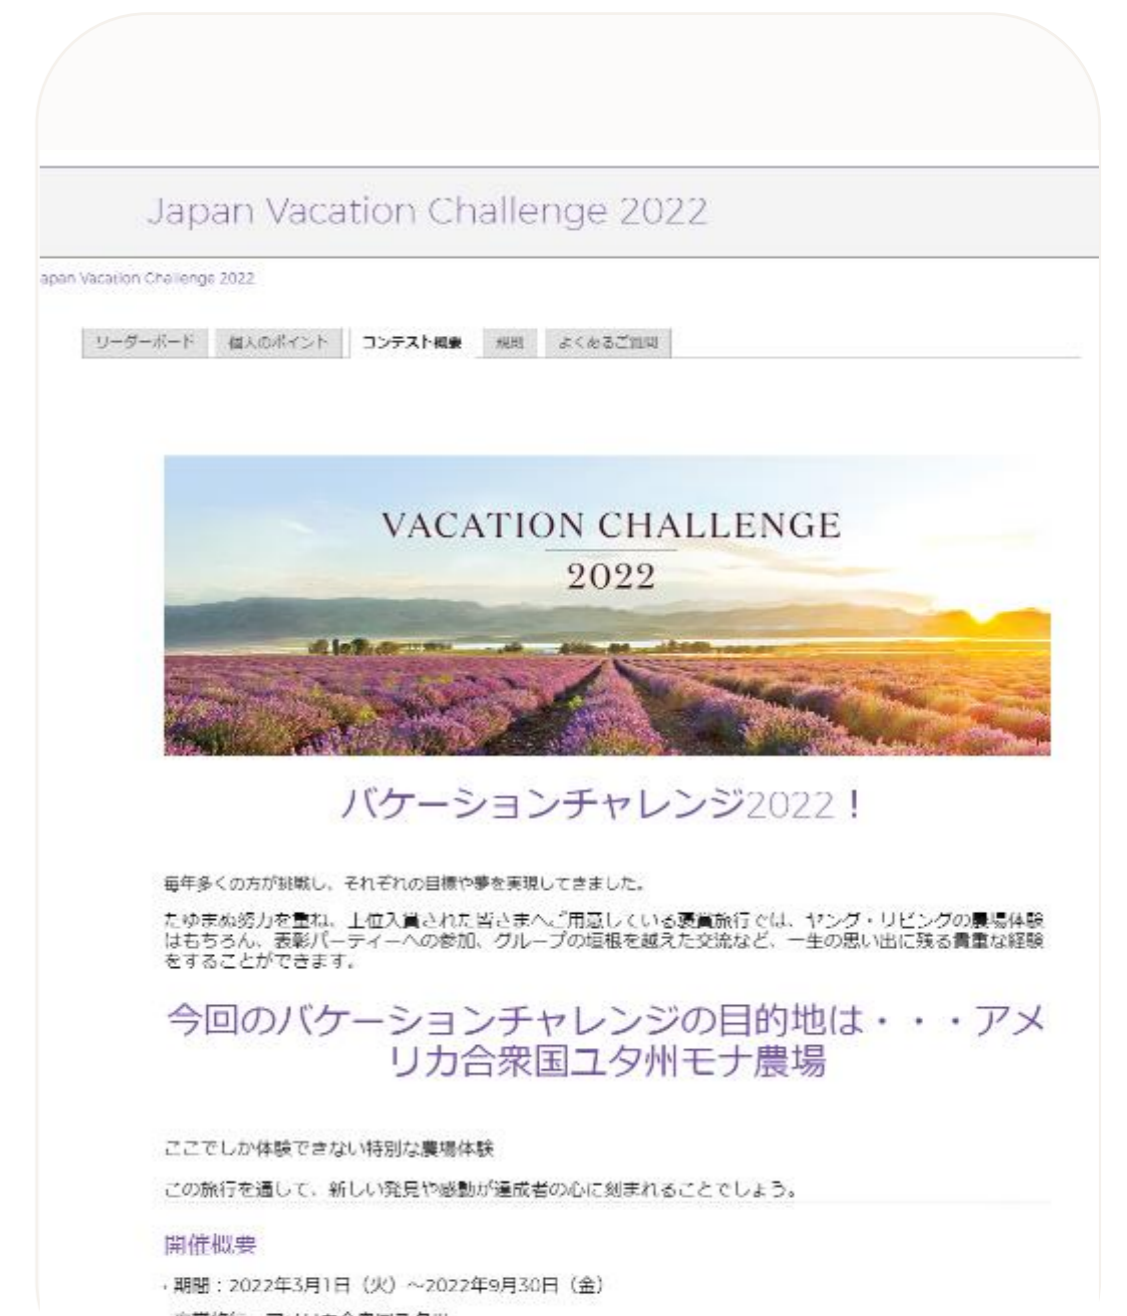 Japan Vacation Challenge 2022
apan Vacation Challenge 2022
リーダーボード 個人のポイント コンテスト概要 規則 よくあるご質問
VACATION CHALLENGE
2022
バケーションチャレンジ2022！
毎年多くの方が挑戦し、それぞれの目標や夢を実現してきました。
たゆまぬ努力を重ね、上位入賞された皆さまへご用意している褒賞旅行では、ヤング・リビングの農場体験
はもちろん、表彰パーティーへの参加、グループの垣根を越えた交流など、一生の思い出に残る貴重な経験
をすることができます。
今回のバケーションチャレンジの目的地は・・・アメ
リカ合衆国ユタ州モナ農場
ここでしか体験できない特別な農場体験
この旅行を通して、新しい発見や感動が達成者の心に刻まれることでしょう。
開催概要
・期間：2022年3月1日（火）～2022年9月30日（金）